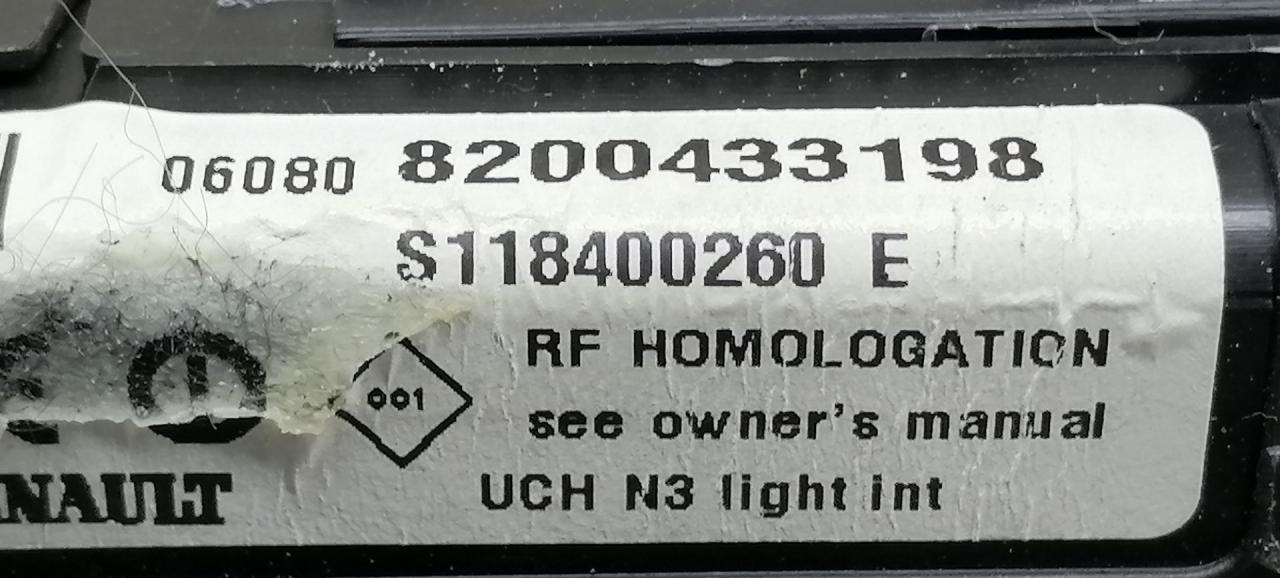 06080 8200433198
S118400260 E
RF HOMOLOGATION
001
see owner's manual
UCH N3 light int
NAULT